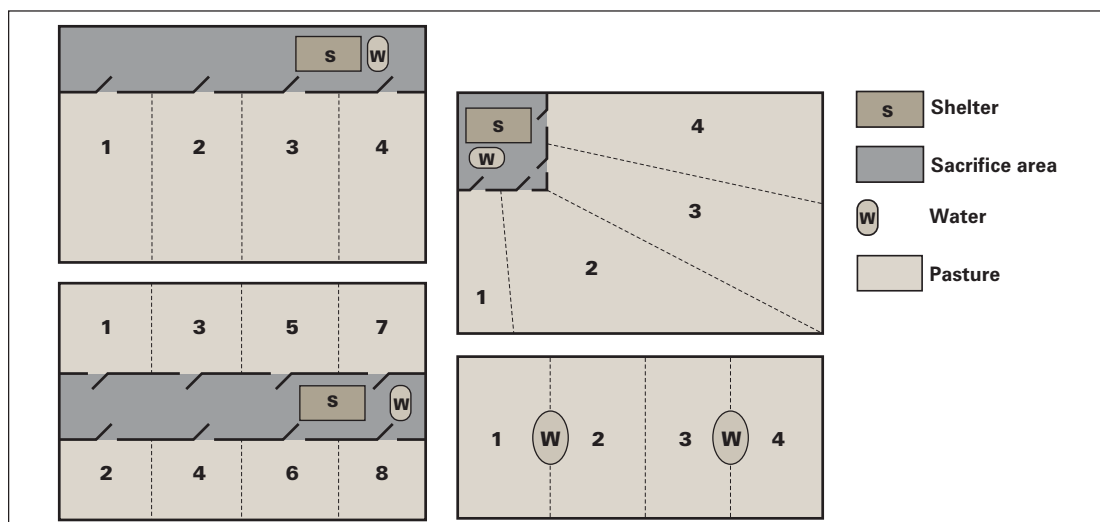 S
W
1 2 3 4
S
W
4
3
2
1
1 3 5 7
S
W
2 4 6 8
1 W 2 3 W 4
S Shelter
Sacrifice area
W Water
Pasture